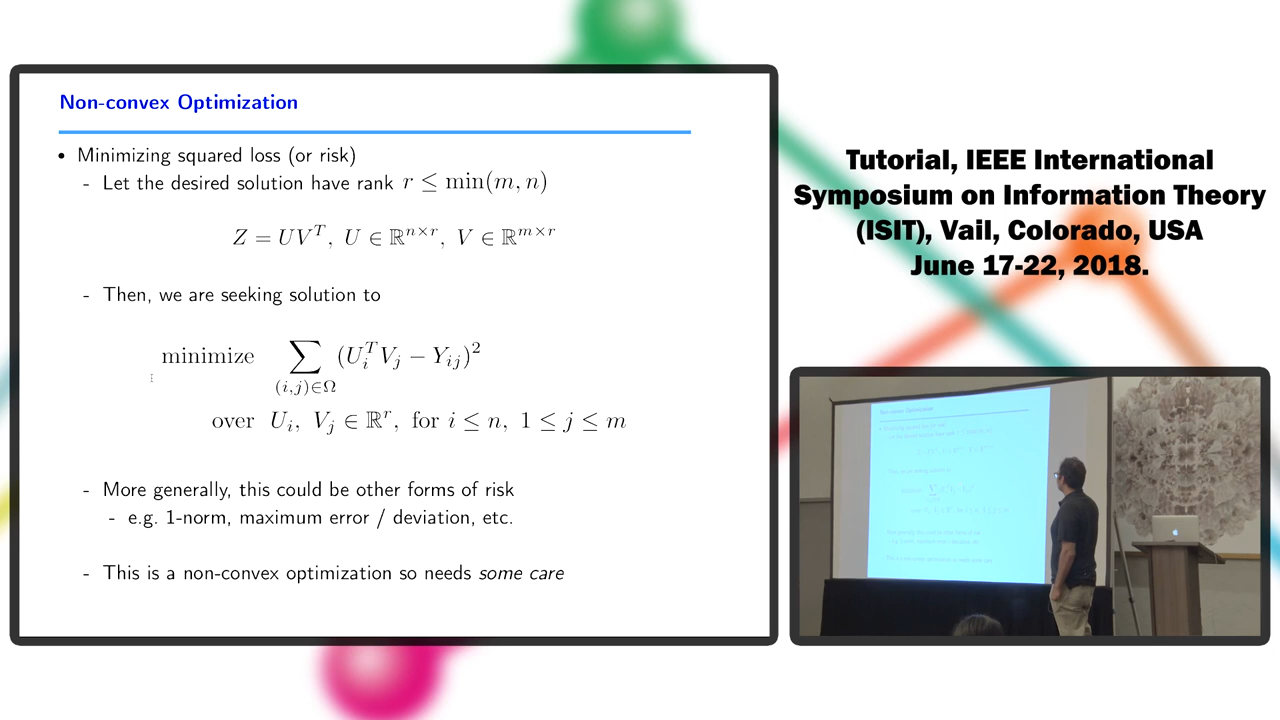 Non-convex Optimization
• Minimizing squared loss (or risk)
- Let the desired solution have rank r ≤ min(m, n)
Z = UV^T, U ∈ ℝ^{n×r}, V ∈ ℝ^{m×r}
- Then, we are seeking solution to
minimize ∑_{(i,j)∈Ω} (U_i^T V_j − Y_{ij})^2
over U_i, V_j ∈ ℝ^r, for i ≤ n, 1 ≤ j ≤ m
- More generally, this could be other forms of risk
- e.g. 1-norm, maximum error / deviation, etc.
- This is a non-convex optimization so needs some care
Tutorial, IEEE International
Symposium on Information Theory
(ISIT), Vail, Colorado, USA
June 17-22, 2018.
Non-convex Optimization